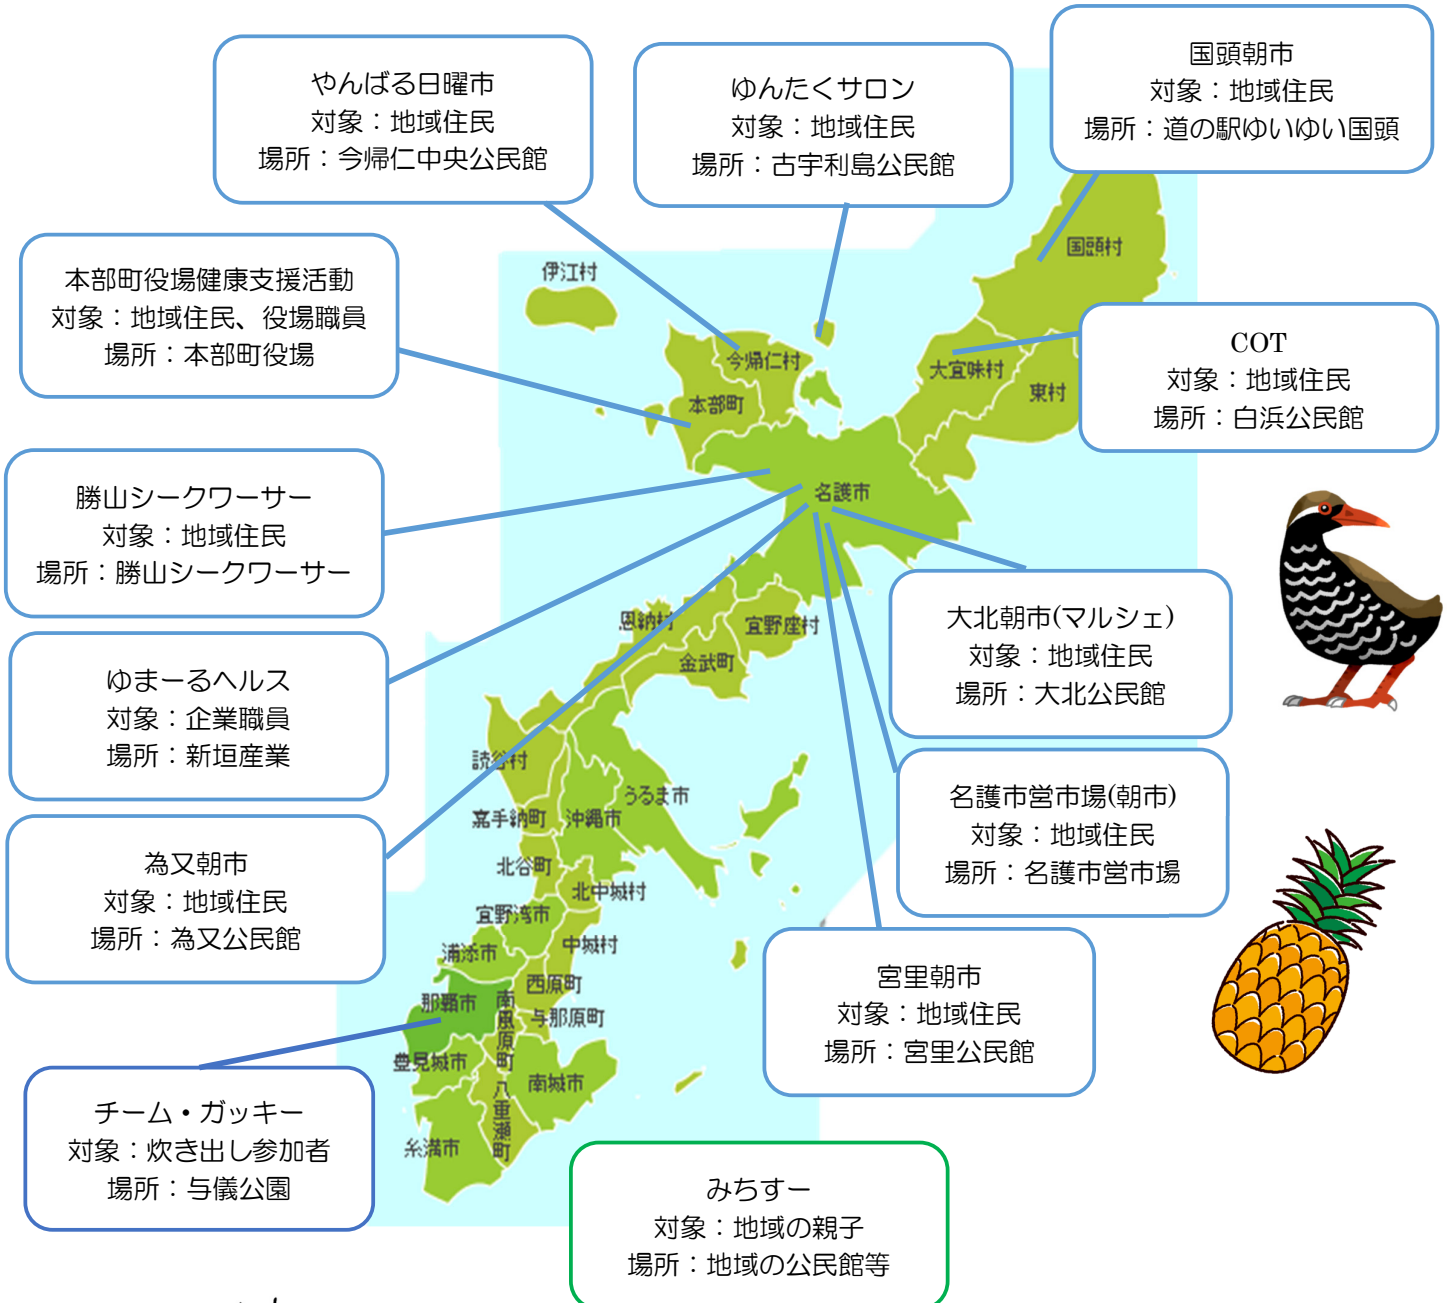 やんばる日曜市
対象：地域住民
場所：今帰仁中央公民館
ゆんたくサロン
対象：地域住民
場所：古宇利島公民館
国頭朝市
対象：地域住民
場所：道の駅ゆいゆい国頭
本部町役場健康支援活動
対象：地域住民、役場職員
場所：本部町役場
COT
対象：地域住民
場所：白浜公民館
勝山シークワーサー
対象：地域住民
場所：勝山シークワーサー
ゆまーるヘルス
対象：企業職員
場所：新垣産業
大北朝市(マルシェ)
対象：地域住民
場所：大北公民館
名護市営市場(朝市)
対象：地域住民
場所：名護市営市場
為又朝市
対象：地域住民
場所：為又公民館
宮里朝市
対象：地域住民
場所：宮里公民館
チーム・ガッキー
対象：炊き出し参加者
場所：与儀公園
みちすー
対象：地域の親子
場所：地域の公民館等
国頭村
伊江村
今帰仁村
大宜味村
東村
本部町
名護市
恩納村
宜野座村
金武町
読谷村
うるま市
嘉手納町
沖縄市
北谷町
北中城村
宜野湾市
中城村
浦添市
西原町
那覇市
南風原町
与那原町
豊見城市
南城市
八重瀬町
糸満市